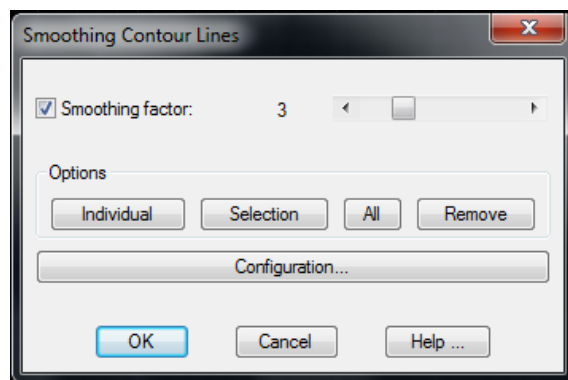 Smoothing Contour Lines
Smoothing factor: 3
Options
Individual Selection All Remove
Configuration...
OK Cancel Help ...